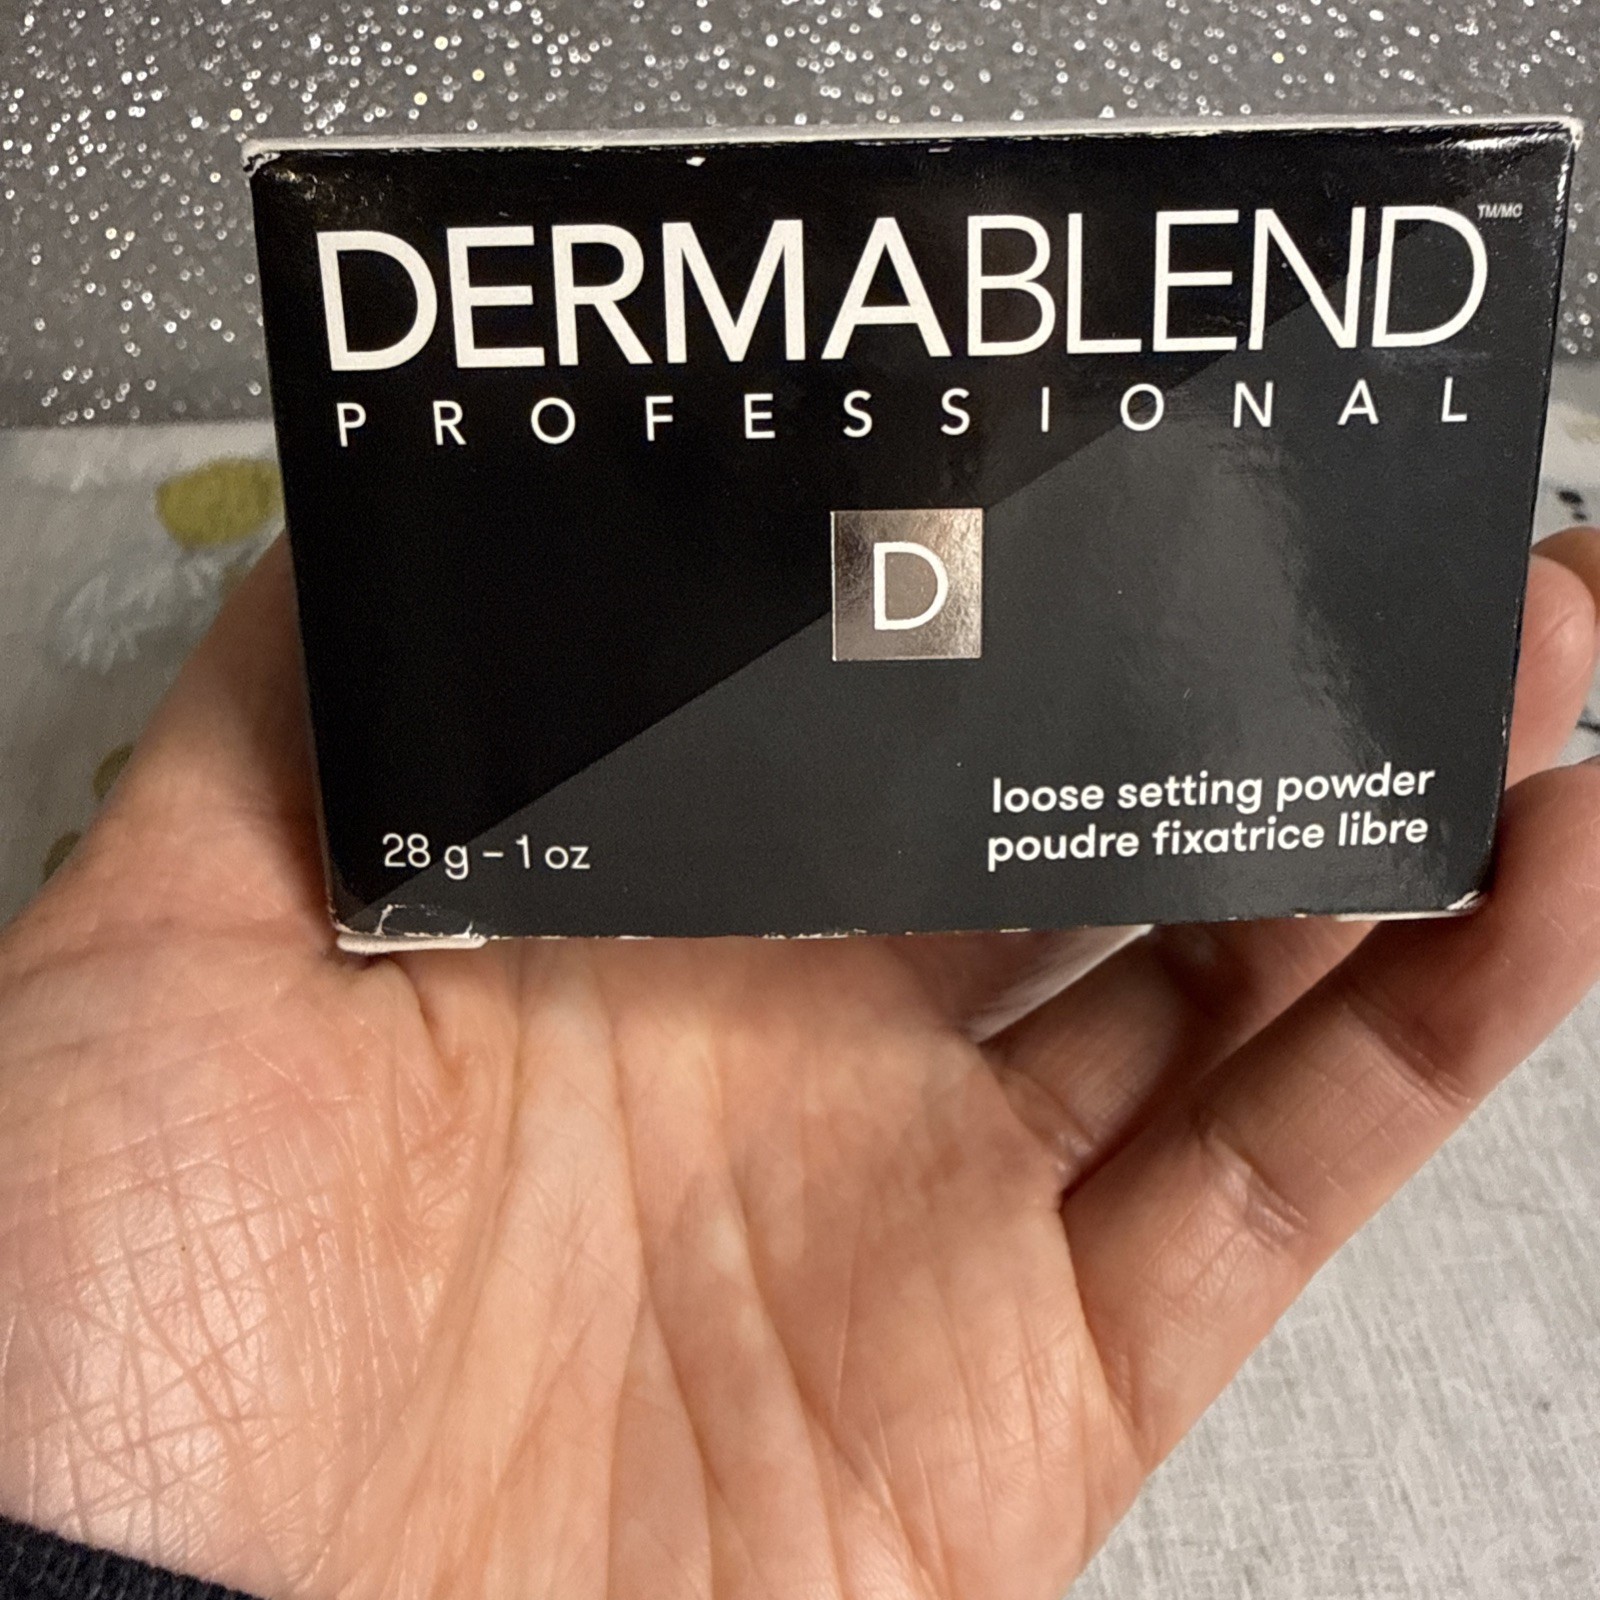 DERMABLEND TM/MC
PROFESSIONAL
D
loose setting powder
poudre fixatrice libre
28 g – 1 oz